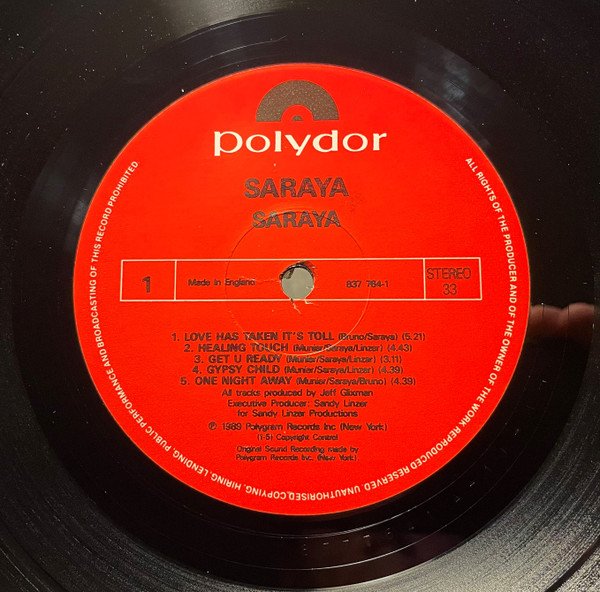 polydor
SARAYA
SARAYA
1
Made in England
837 764-1
STEREO
33
1. LOVE HAS TAKEN IT'S TOLL (Bruno/Saraya) (5.21)
2. HEALING TOUCH (Munier/Saraya/Linzer) (4.43)
3. GET U READY (Munier/Saraya/Linzer) (3.11)
4. GYPSY CHILD (Munier/Saraya/Linzer) (4.39)
5. ONE NIGHT AWAY (Munier/Saraya/Bruno) (4.39)
All tracks produced by Jeff Glixman
Executive Producer: Sandy Linzer
for Sandy Linzer Productions
℗ 1989 Polygram Records Inc (New York)
(1-5) Copyright Control
Original Sound Recording made by
Polygram Records Inc. (New York)
ALL RIGHTS OF THE PRODUCER AND OF THE OWNER OF THE WORK REPRODUCED RESERVED. UNAUTHORISED COPYING, HIRING, LENDING, PUBLIC PERFORMANCE AND BROADCASTING OF THIS RECORD PROHIBITED.